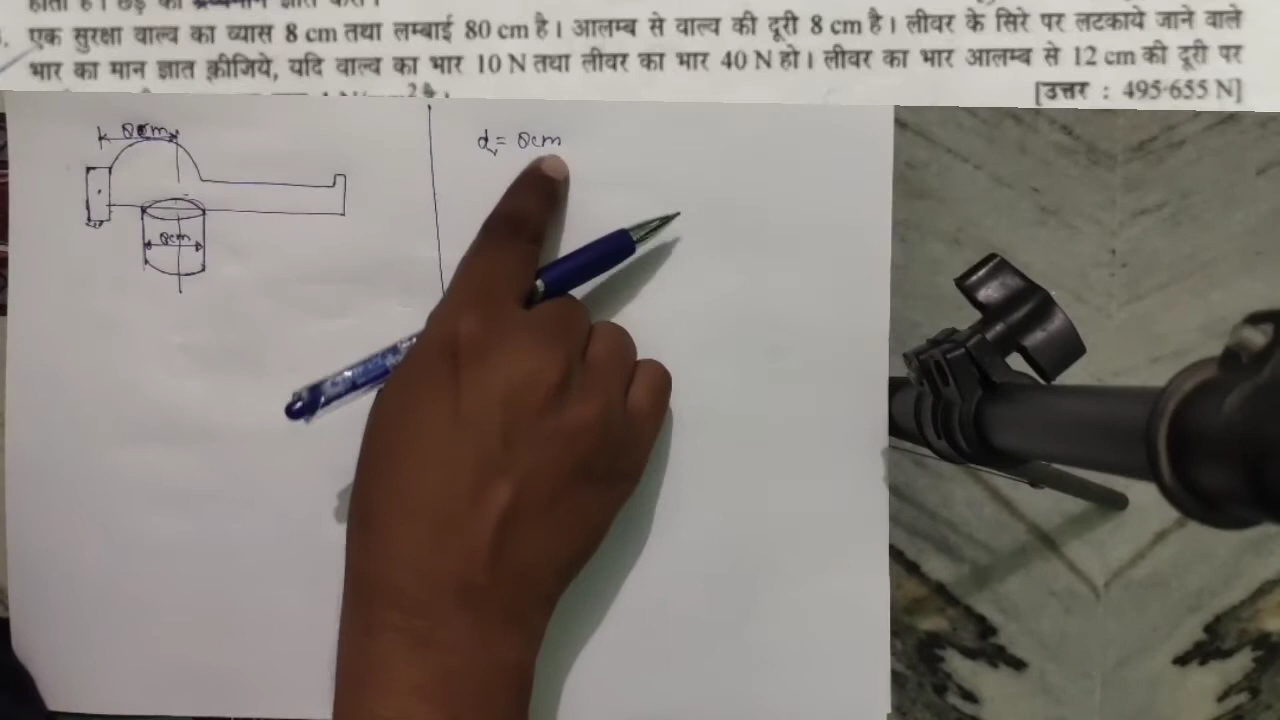 एक सुरक्षा वाल्व का व्यास 8 cm तथा लम्बाई 80 cm है। आलम्ब से वाल्व की दूरी 8 cm है। लीवर के सिरे पर लटकाये जाने वाले
भार का मान ज्ञात क़ीजिये, यदि वाल्व का भार 10 N तथा लीवर का भार 40 N हो। लीवर का भार आलम्ब से 12 cm की दूरी पर
[उत्तर : 495·655 N]
8cm
8cm
d = 8cm